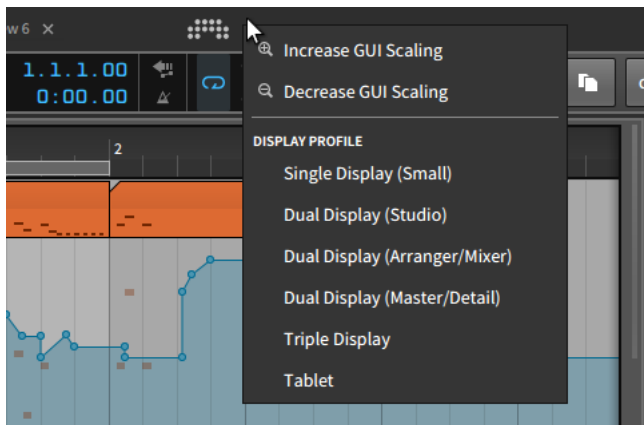 w 6 ×
1.1.1.00
0:00.00
2
Increase GUI Scaling
Decrease GUI Scaling
DISPLAY PROFILE
Single Display (Small)
Dual Display (Studio)
Dual Display (Arranger/Mixer)
Dual Display (Master/Detail)
Triple Display
Tablet